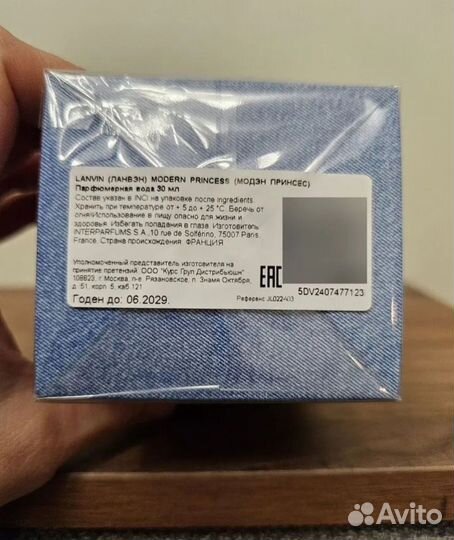 LANVIN (ЛАНВЭН) MODERN PRINCESS (МОДЭН ПРИНСЕС)
Парфюмерная вода 30 мл
Состав указан в INCI на упаковке после Ingredients.
Хранить при температуре от + 5 до + 25 °C. Беречь от
огня!Использование в пищу опасно для жизни и
здоровья. Избегать попадания в глаза. Изготовитель:
INTERPARFUMS S.A.,10 rue de Solférino, 75007 Paris,
France. Страна происхождения: ФРАНЦИЯ
Уполномоченный представитель изготовителя на
принятие претензий: ООО "Курс Груп Дистрибьюшн"
108823, г. Москва, п-е. Рязановское, п. Знамя Октября,
д. 51, корп. 5, каб.121
Годен до: 06.2029.
EAC
5DV2407477123
Референс JL022403
Avito